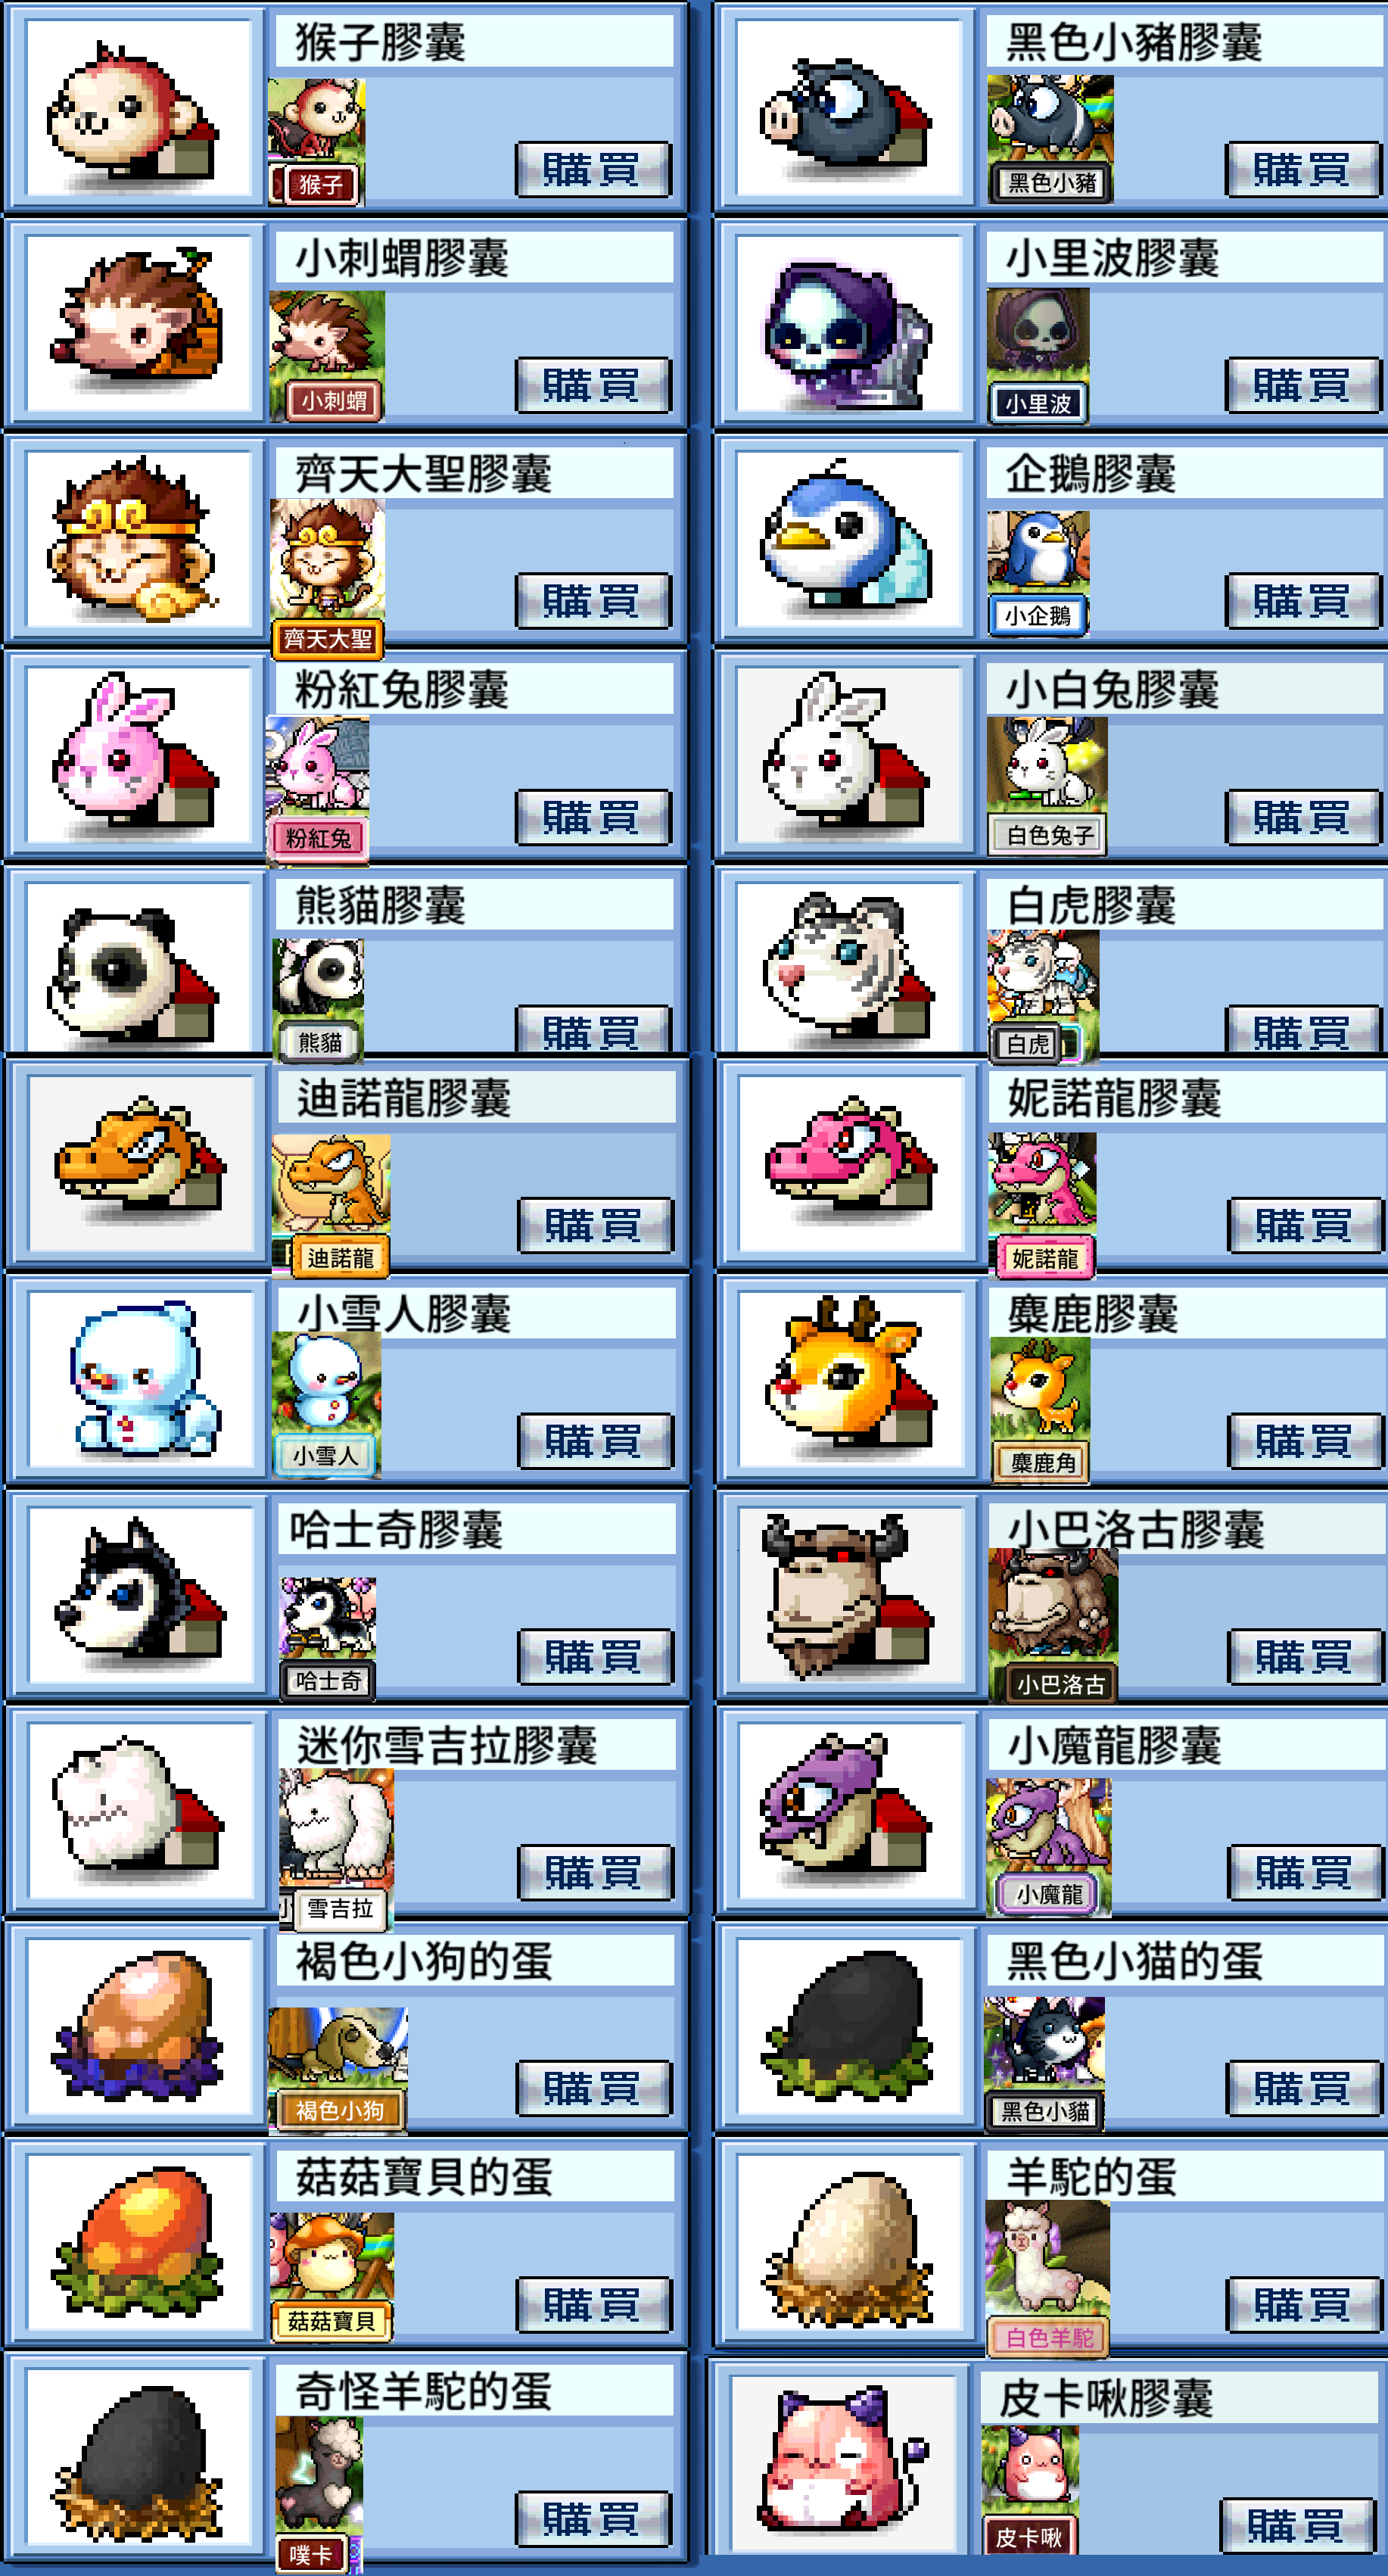 猴子膠囊
猴子
購買
黑色小豬膠囊
黑色小豬
購買
小刺蝟膠囊
小刺蝟
購買
小里波膠囊
小里波
購買
齊天大聖膠囊
齊天大聖
購買
企鵝膠囊
小企鵝
購買
粉紅兔膠囊
粉紅兔
購買
小白兔膠囊
白色兔子
購買
熊貓膠囊
熊貓
購買
白虎膠囊
白虎
購買
迪諾龍膠囊
迪諾龍
購買
妮諾龍膠囊
妮諾龍
購買
小雪人膠囊
小雪人
購買
麋鹿膠囊
麋鹿角
購買
哈士奇膠囊
哈士奇
購買
小巴洛古膠囊
小巴洛古
購買
迷你雪吉拉膠囊
雪吉拉
購買
小魔龍膠囊
小魔龍
購買
褐色小狗的蛋
褐色小狗
購買
黑色小貓的蛋
黑色小貓
購買
菇菇寶貝的蛋
菇菇寶貝
購買
羊駝的蛋
白色羊駝
購買
奇怪羊駝的蛋
噗卡
購買
皮卡啾膠囊
皮卡啾
購買